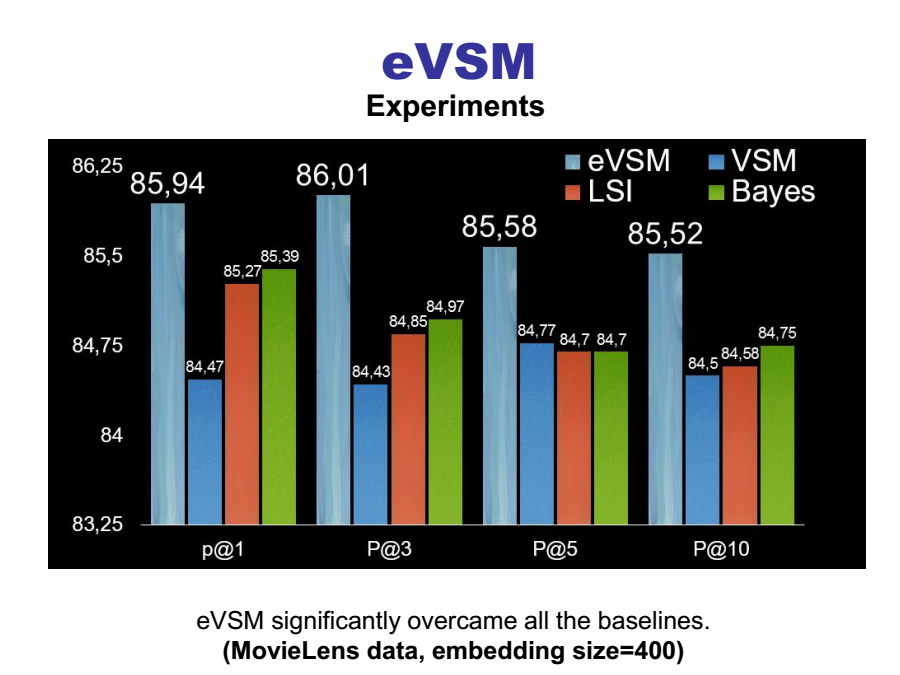 eVSM
Experiments
86,25
85,5
84,75
84
83,25
eVSM
VSM
LSI
Bayes
85,94
84,47
85,27
85,39
86,01
84,43
84,85
84,97
85,58
84,77
84,7
84,7
85,52
84,5
84,58
84,75
p@1
P@3
P@5
P@10
eVSM significantly overcame all the baselines.
(MovieLens data, embedding size=400)